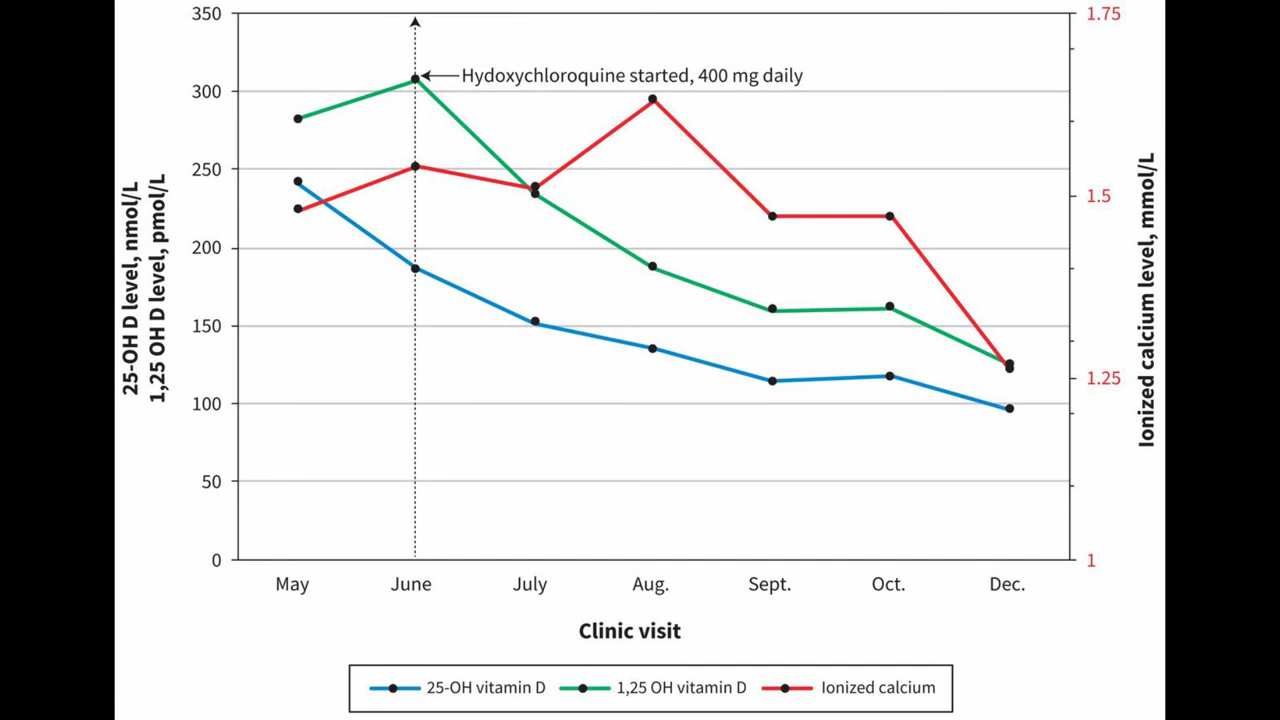 350
300
250
200
150
100
50
0
1.75
1.5
1.25
1
25-OH D level, nmol/L
1,25 OH D level, pmol/L
Ionized calcium level, mmol/L
Hydoxychloroquine started, 400 mg daily
May June July Aug. Sept. Oct. Dec.
Clinic visit
25-OH vitamin D 1,25 OH vitamin D Ionized calcium